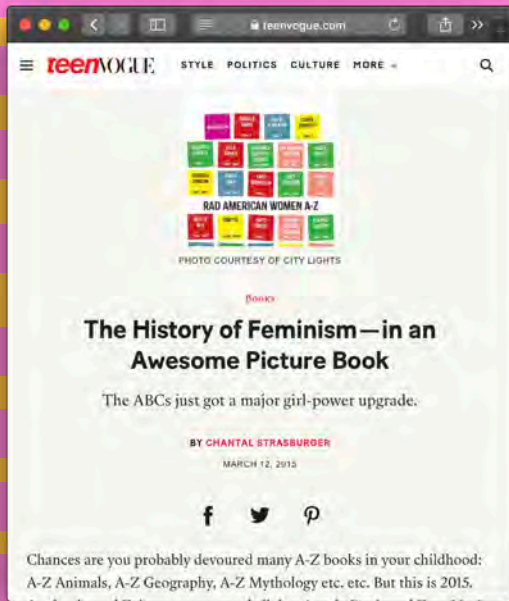 teenvogue.com
teenVOGUE STYLE POLITICS CULTURE MORE
RAD AMERICAN WOMEN A-Z
PHOTO COURTESY OF CITY LIGHTS
Books
The History of Feminism—in an
Awesome Picture Book
The ABCs just got a major girl-power upgrade.
BY CHANTAL STRASBURGER
MARCH 12, 2015
Chances are you probably devoured many A-Z books in your childhood:
A-Z Animals, A-Z Geography, A-Z Mythology etc. etc. But this is 2015.